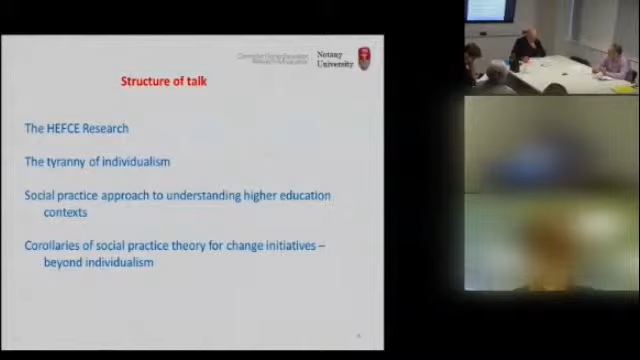 Notany
University
Structure of talk
The HEFCE Research
The tyranny of individualism
Social practice approach to understanding higher education
contexts
Corollaries of social practice theory for change initiatives –
beyond individualism